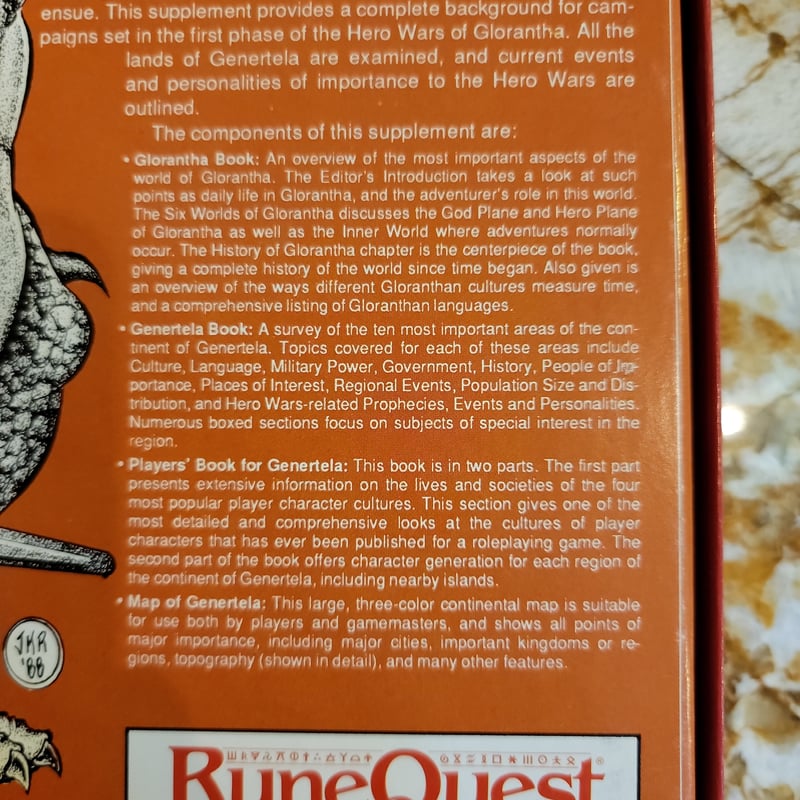 ensue. This supplement provides a complete background for cam-
paigns set in the first phase of the Hero Wars of Glorantha. All the
lands of Genertela are examined, and current events
and personalities of importance to the Hero Wars are
outlined.
The components of this supplement are:
• Glorantha Book: An overview of the most important aspects of the
world of Glorantha. The Editor's Introduction takes a look at such
points as daily life in Glorantha, and the adventurer's role in this world.
The Six Worlds of Glorantha discusses the God Plane and Hero Plane
of Glorantha as well as the Inner World where adventures normally
occur. The History of Glorantha chapter is the centerpiece of the book,
giving a complete history of the world since time began. Also given is
an overview of the ways different Gloranthan cultures measure time,
and a comprehensive listing of Gloranthan languages.
• Genertela Book: A survey of the ten most important areas of the con-
tinent of Genertela. Topics covered for each of these areas include
Culture, Language, Military Power, Government, History, People of Im-
portance, Places of Interest, Regional Events, Population Size and Dis-
tribution, and Hero Wars-related Prophecies, Events and Personalities.
Numerous boxed sections focus on subjects of special interest in the
region.
• Players' Book for Genertela: This book is in two parts. The first part
presents extensive information on the lives and societies of the four
most popular player character cultures. This section gives one of the
most detailed and comprehensive looks at the cultures of player
characters that has ever been published for a roleplaying game. The
second part of the book offers character generation for each region of
the continent of Genertela, including nearby islands.
• Map of Genertela: This large, three-color continental map is suitable
for use both by players and gamemasters, and shows all points of
major importance, including major cities, important kingdoms or re-
gions, topography (shown in detail), and many other features.
JKR
'88
RuneQuest®